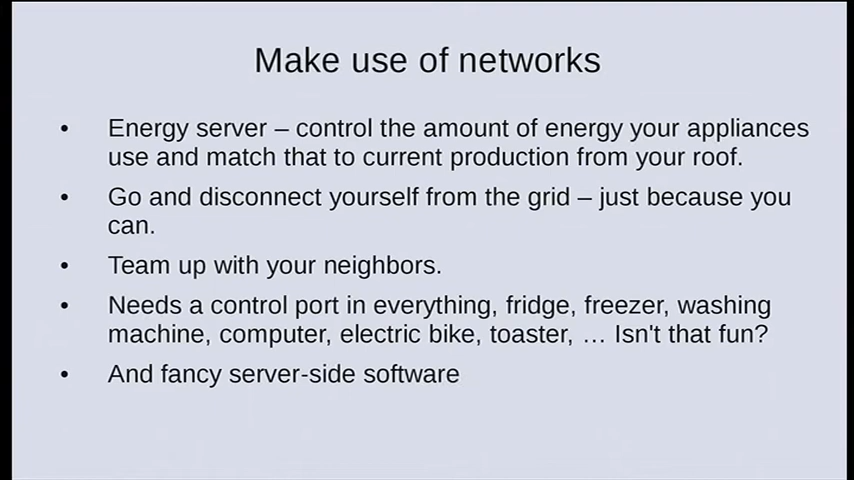 Make use of networks
• Energy server – control the amount of energy your appliances
use and match that to current production from your roof.
• Go and disconnect yourself from the grid – just because you
can.
• Team up with your neighbors.
• Needs a control port in everything, fridge, freezer, washing
machine, computer, electric bike, toaster, … Isn't that fun?
• And fancy server-side software